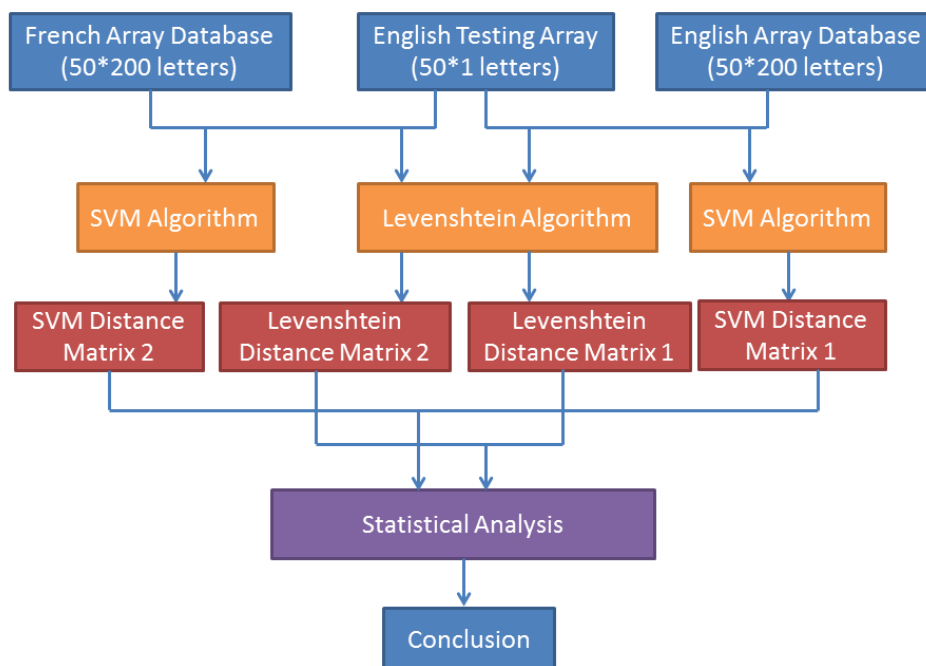 French Array Database
(50*200 letters)
English Testing Array
(50*1 letters)
English Array Database
(50*200 letters)
SVM Algorithm
Levenshtein Algorithm
SVM Algorithm
SVM Distance
Matrix 2
Levenshtein
Distance Matrix 2
Levenshtein
Distance Matrix 1
SVM Distance
Matrix 1
Statistical Analysis
Conclusion